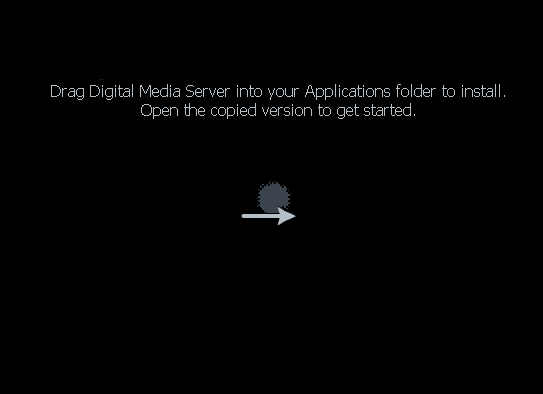 Drag Digital Media Server into your Applications folder to install.
Open the copied version to get started.